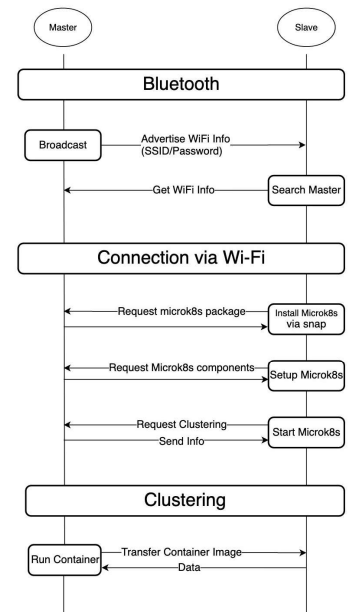 Master
Slave
Bluetooth
Broadcast
Advertise WiFi Info
(SSID/Password)
Get WiFi Info
Search Master
Connection via Wi-Fi
Request microk8s package
Install Microk8s
via snap
Request Microk8s components
Setup Microk8s
Request Clustering
Send Info
Start Microk8s
Clustering
Run Container
Transfer Container Image
Data